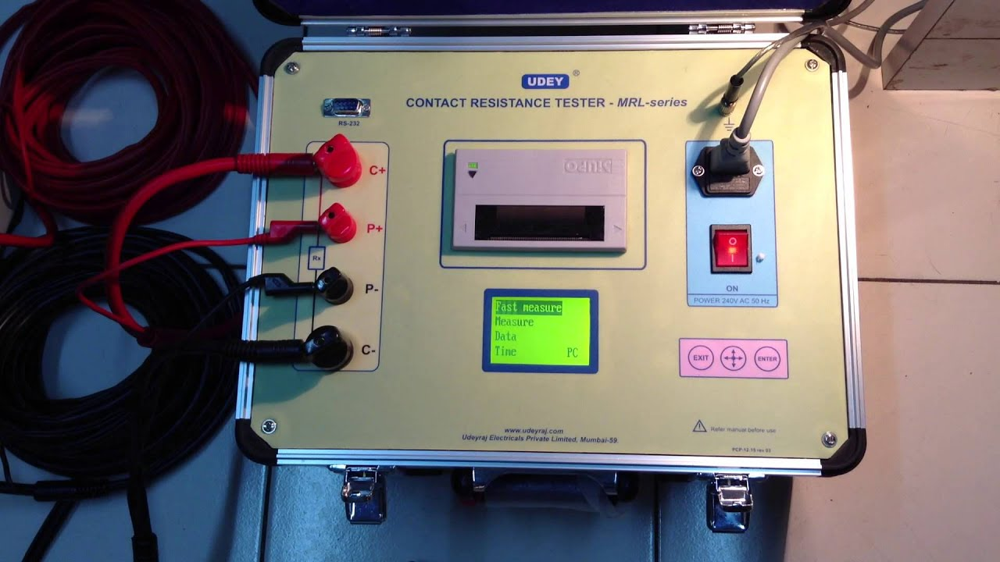 UDEY ®
CONTACT RESISTANCE TESTER - MRL-series
RS-232
C+
P+
Rx
P-
C-
Fast measure
Measure
Data
Time PC
O
I
ON
POWER 240V AC 50 Hz
EXIT
ENTER
www.udeyraj.com
Udeyraj Electricals Private Limited, Mumbai-59.
Refer manual before use
PCP-12.15 rev 03